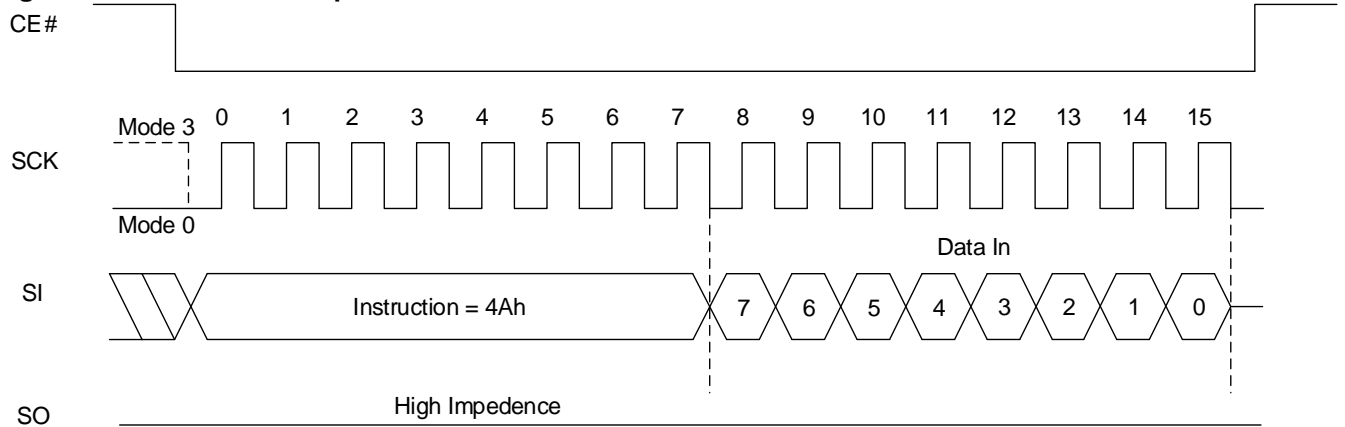 CE#
Mode 3 0 1 2 3 4 5 6 7 8 9 10 11 12 13 14 15
SCK
Mode 0
Data In
SI Instruction = 4Ah 7 6 5 4 3 2 1 0
High Impedence
SO